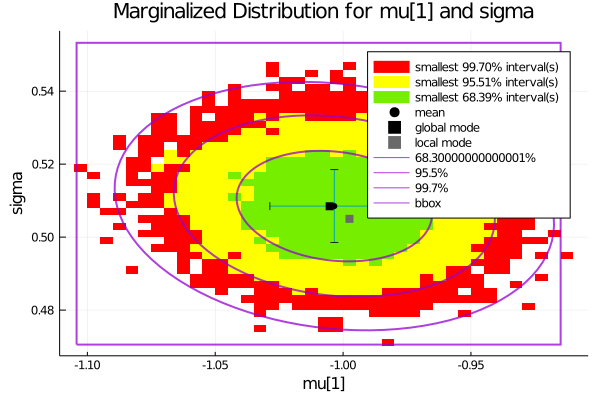 Marginalized Distribution for mu[1] and sigma
smallest 99.70% interval(s)
smallest 95.51% interval(s)
smallest 68.39% interval(s)
mean
global mode
local mode
68.30000000000001%
95.5%
99.7%
bbox
sigma
0.54
0.52
0.50
0.48
-1.10
-1.05
-1.00
-0.95
mu[1]